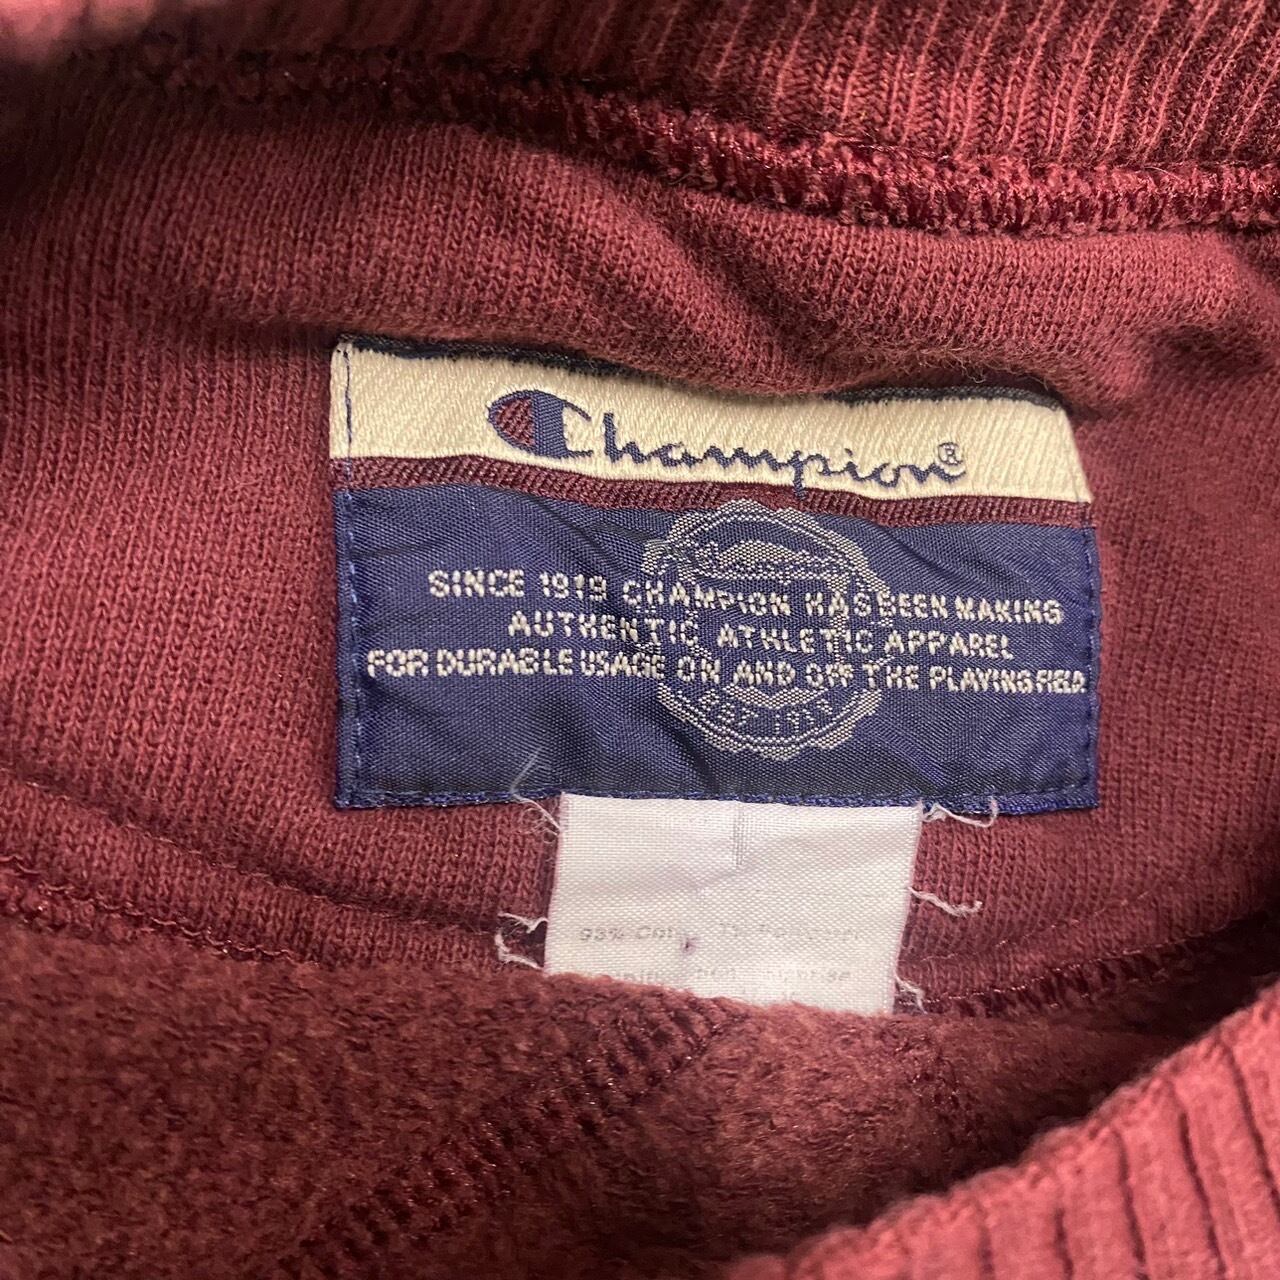 Champion®
SINCE 1919 CHAMPION HAS BEEN MAKING
AUTHENTIC ATHLETIC APPAREL
FOR DURABLE USAGE ON AND OFF THE PLAYING FIELD